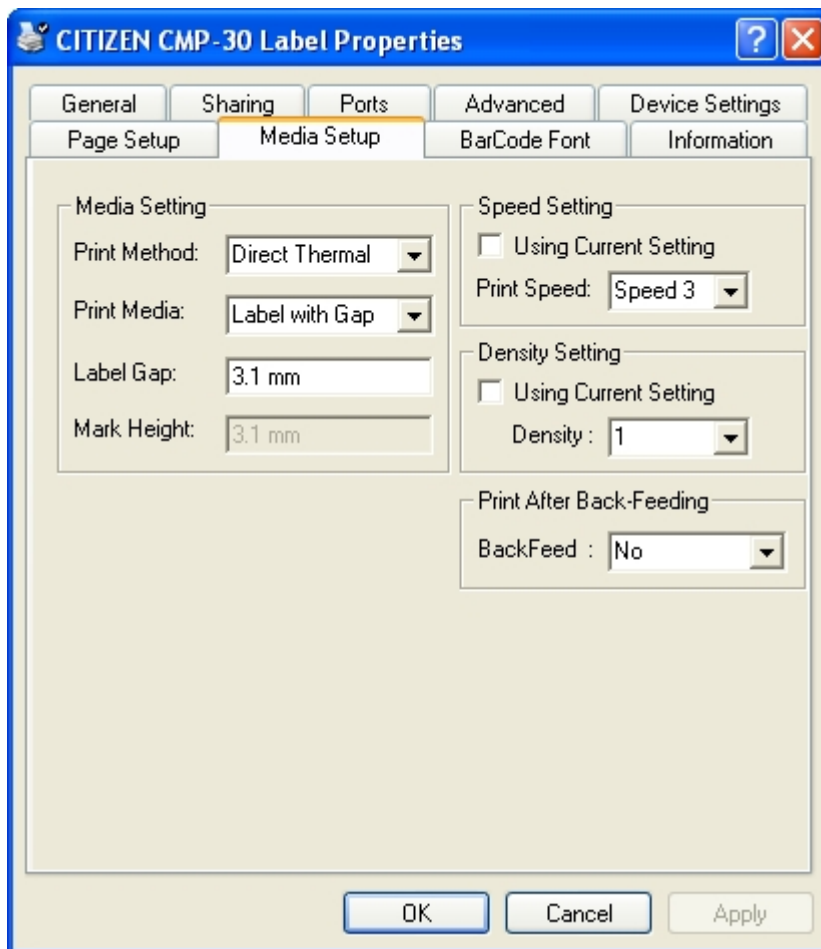 CITIZEN CMP-30 Label Properties
General Sharing Ports Advanced Device Settings
Page Setup Media Setup BarCode Font Information
Media Setting
Print Method: Direct Thermal
Print Media: Label with Gap
Label Gap: 3.1 mm
Mark Height: 3.1 mm
Speed Setting
Using Current Setting
Print Speed: Speed 3
Density Setting
Using Current Setting
Density : 1
Print After Back-Feeding
BackFeed : No
OK Cancel Apply